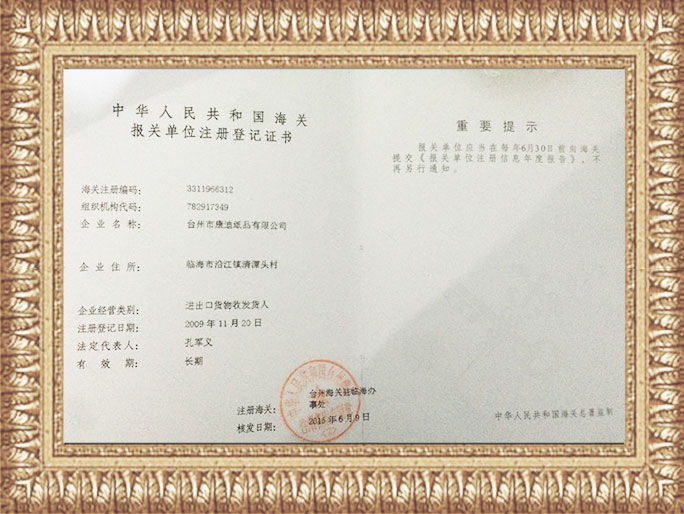 中华人民共和国海关
报关单位注册登记证书
海关注册编码： 3311966312
组织机构代码： 782917349
企业名称： 台州市康迪纸品有限公司
企业住所： 临海市沿江镇清潭头村
企业经营类别： 进出口货物收发货人
注册登记日期： 2009年11月20日
法定代表人： 孔军义
有效期： 长期
注册海关： 台州海关驻临海办
事处
核发日期： 2015年6月9日
重要提示
报关单位应当在每年6月30日前向海关
提交《报关单位注册信息年度报告》，不
再另行通知。
中华人民共和国海关总署监制